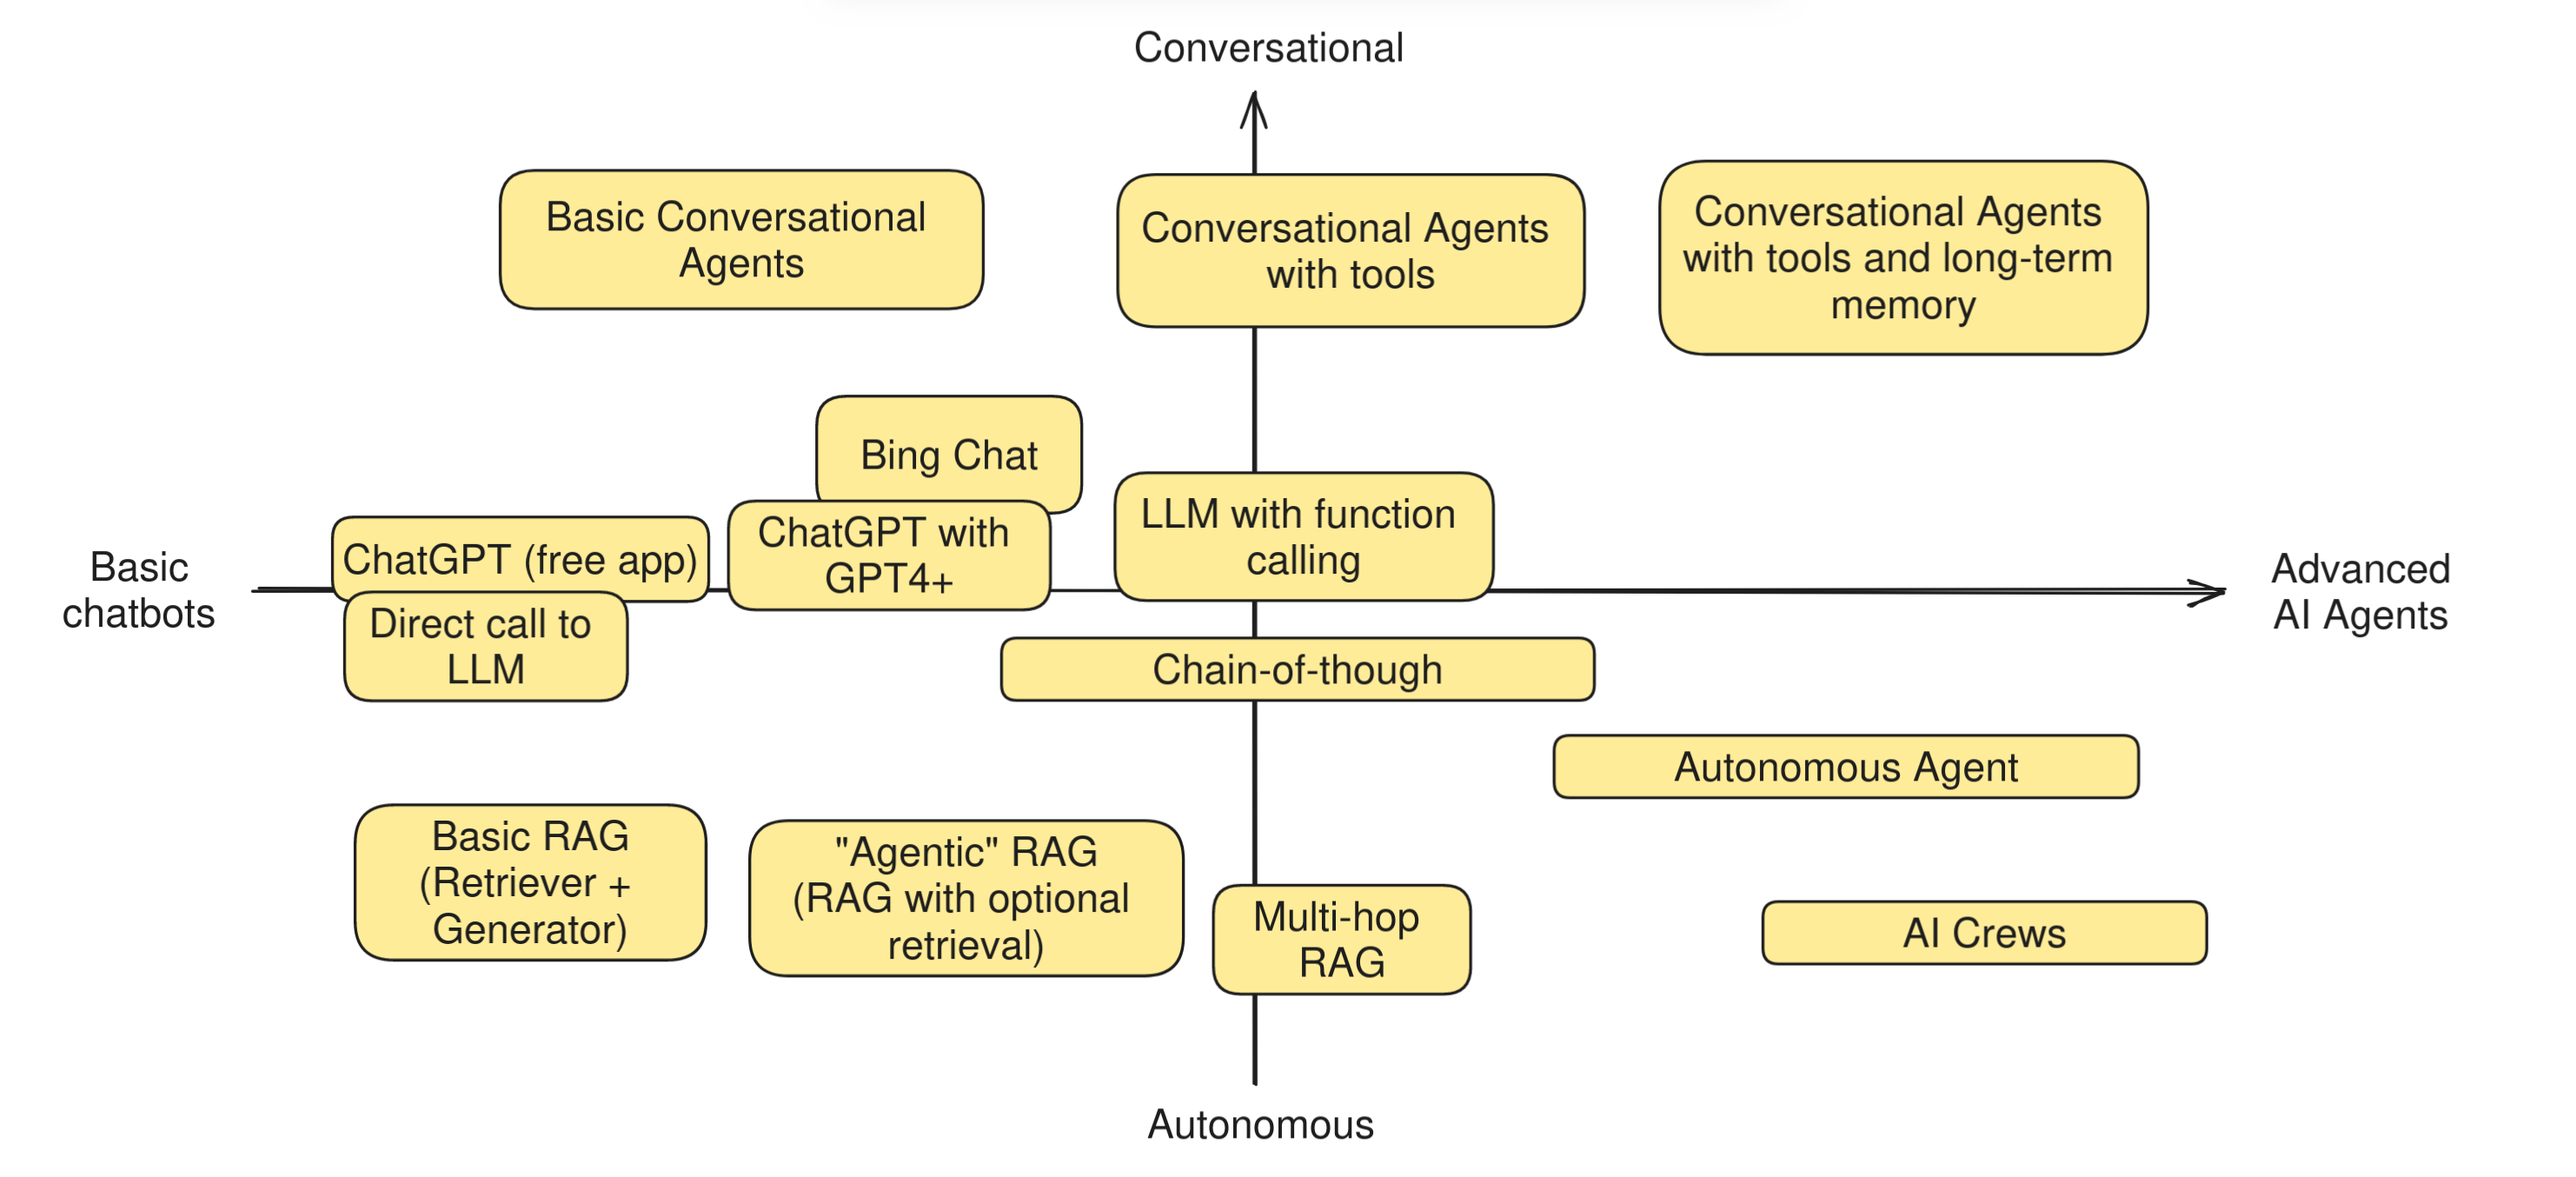 Conversational
Basic Conversational
Agents
Conversational Agents
with tools
Conversational Agents
with tools and long-term
memory
Bing Chat
ChatGPT (free app)
ChatGPT with
GPT4+
LLM with function
calling
Basic
chatbots
Advanced
AI Agents
Direct call to
LLM
Chain-of-though
Autonomous Agent
Basic RAG
(Retriever +
Generator)
"Agentic" RAG
(RAG with optional
retrieval)
Multi-hop
RAG
AI Crews
Autonomous